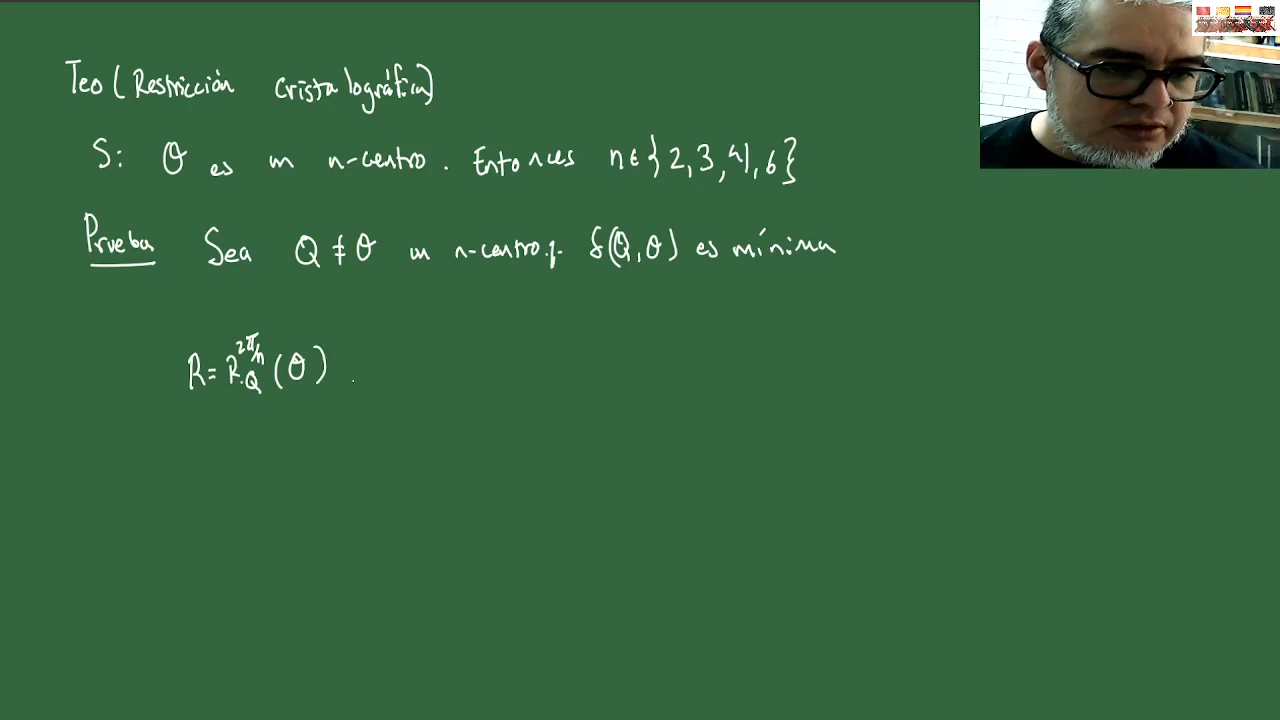 Teo (Restricción cristalográfica)
Si O es un n-centro. Entonces n ∈ {2, 3, 4, 6}
Prueba Sea Q ≠ O un n-centro t.q. δ(Q, O) es mínima
R = R_Q^{2π/n} (O)